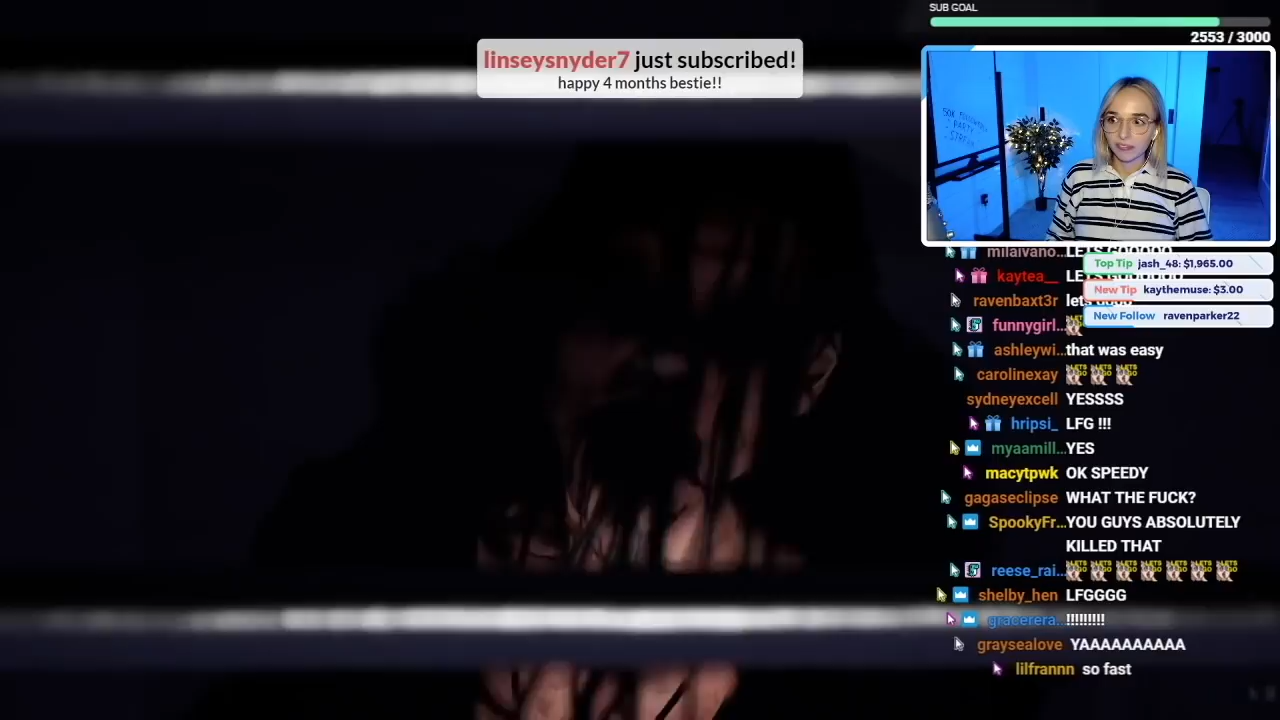 SUB GOAL
2553 / 3000
linseysnyder7 just subscribed!
happy 4 months bestie!!
Top Tip jash_48: $1,965.00
New Tip kaythemuse: $3.00
New Follow ravenparker22
kaytea__
ravenbaxt3r
funnygirl...
ashleywi... that was easy
carolinexay
sydneyexcell YESSSS
hripsi_ LFG !!!
myaamill... YES
macytpwk OK SPEEDY
gagaseclipse WHAT THE FUCK?
SpookyFr... YOU GUYS ABSOLUTELY
KILLED THAT
reese_rai...
shelby_hen LFGGGG
gracerera... !!!!!!!!!
graysealove YAAAAAAAAAA
lilfrannn so fast